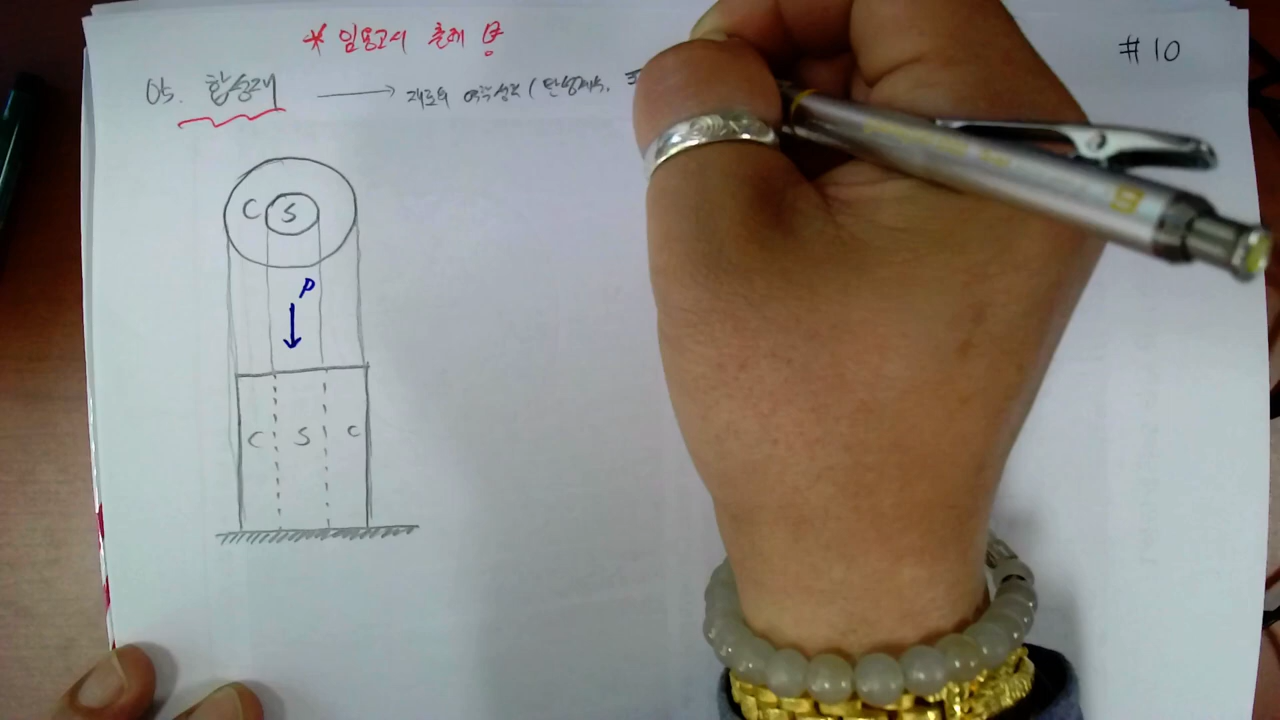 * 임용고시 출제 용
#10
05. 합성재 → 재료의 역학성질 ( 탄성계수,
C S
P
C S C